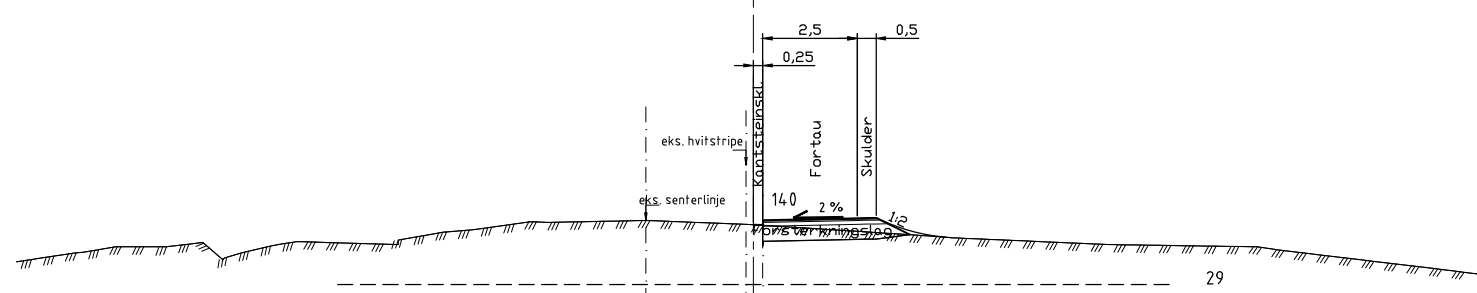 2,5
0,5
0,25
Kantsteinskl.
Fortau
Skulder
eks. hvitstripe
eks. senterlinje
140
2 %
1:2
Forsterkningslag
29